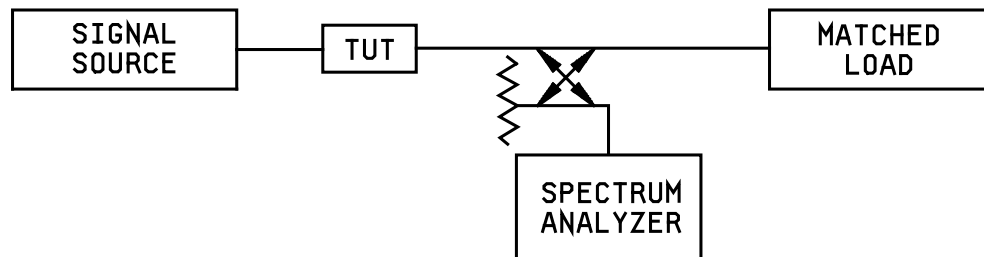 SIGNAL
SOURCE
TUT
MATCHED
LOAD
SPECTRUM
ANALYZER